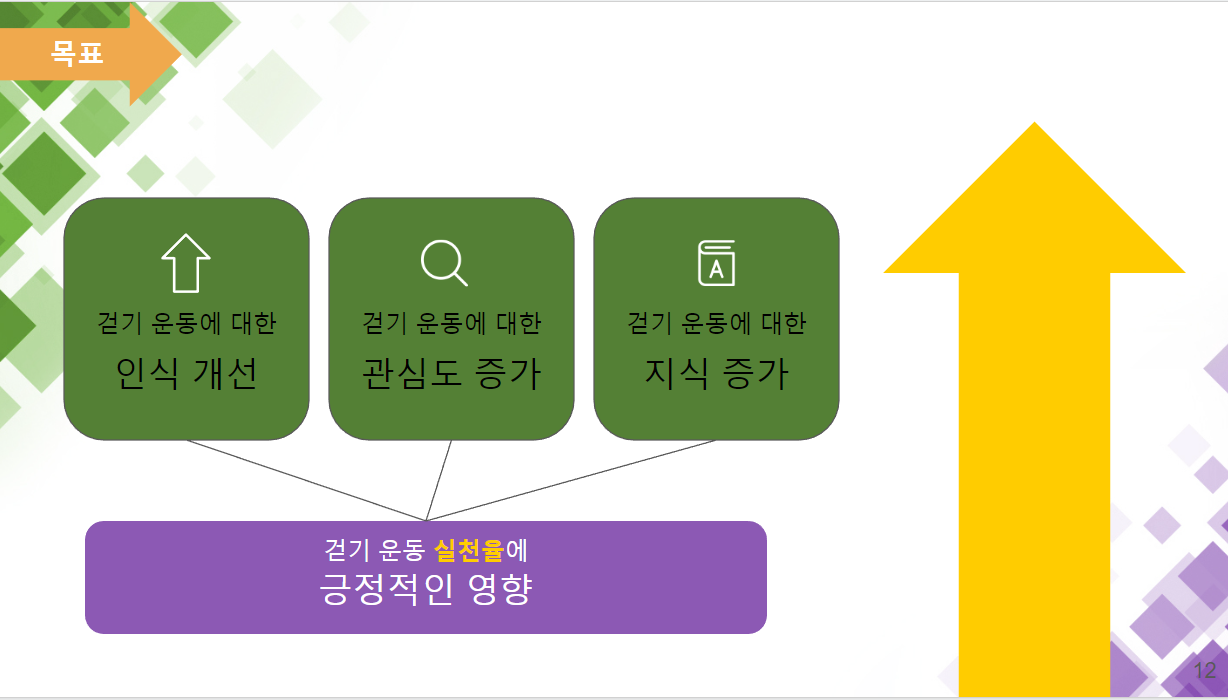 목표
걷기 운동에 대한
인식 개선
걷기 운동에 대한
관심도 증가
A
걷기 운동에 대한
지식 증가
걷기 운동 실천율에
긍정적인 영향
12